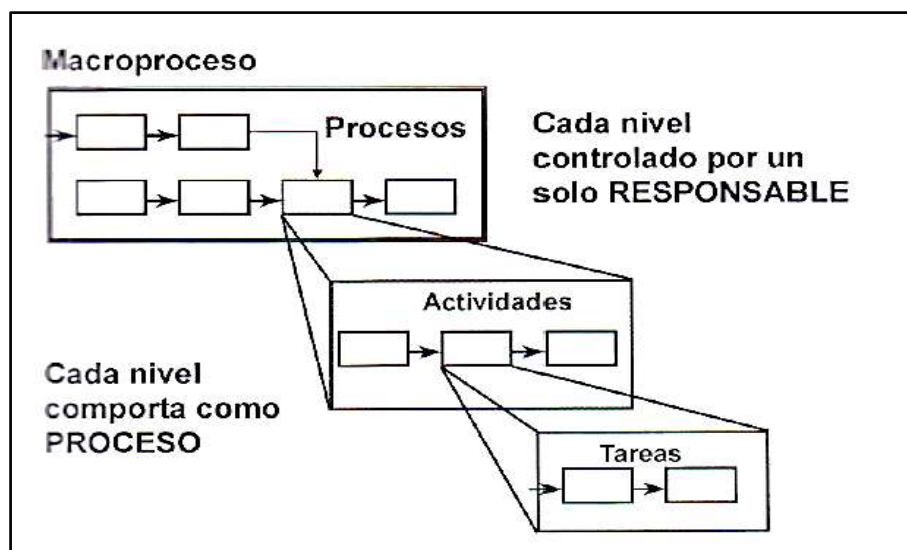 Macroproceso
Procesos
Cada nivel
controlado por un
solo RESPONSABLE
Actividades
Cada nivel
comporta como
PROCESO
Tareas